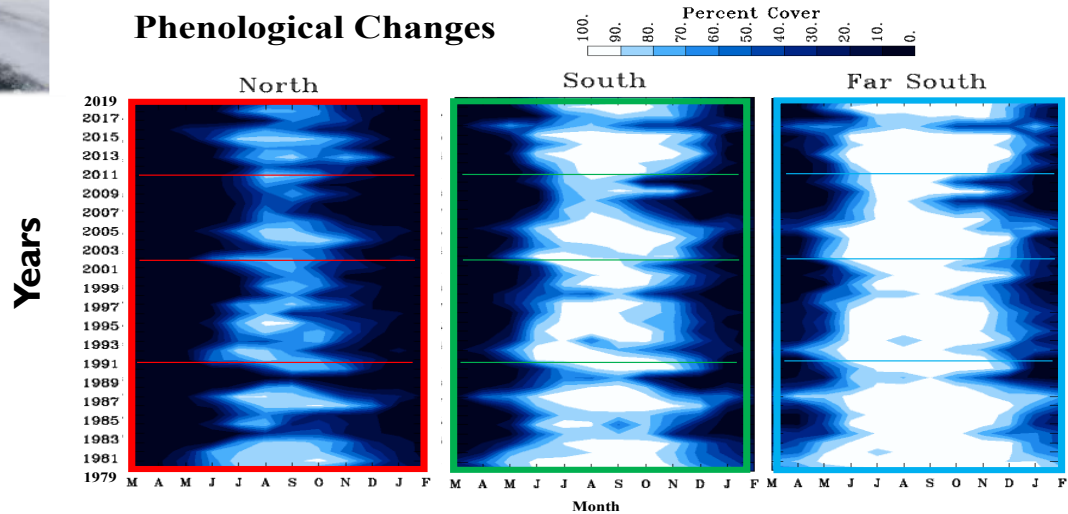 Phenological Changes
Percent Cover
100. 90. 80. 70. 60. 50. 40. 30. 20. 10. 0.
North
South
Far South
Years
2019
2017
2015
2013
2011
2009
2007
2005
2003
2001
1999
1997
1995
1993
1991
1989
1987
1985
1983
1981
1979
M A M J J A S O N D J F
M A M J J A S O N D J F
M A M J J A S O N D J F
Month